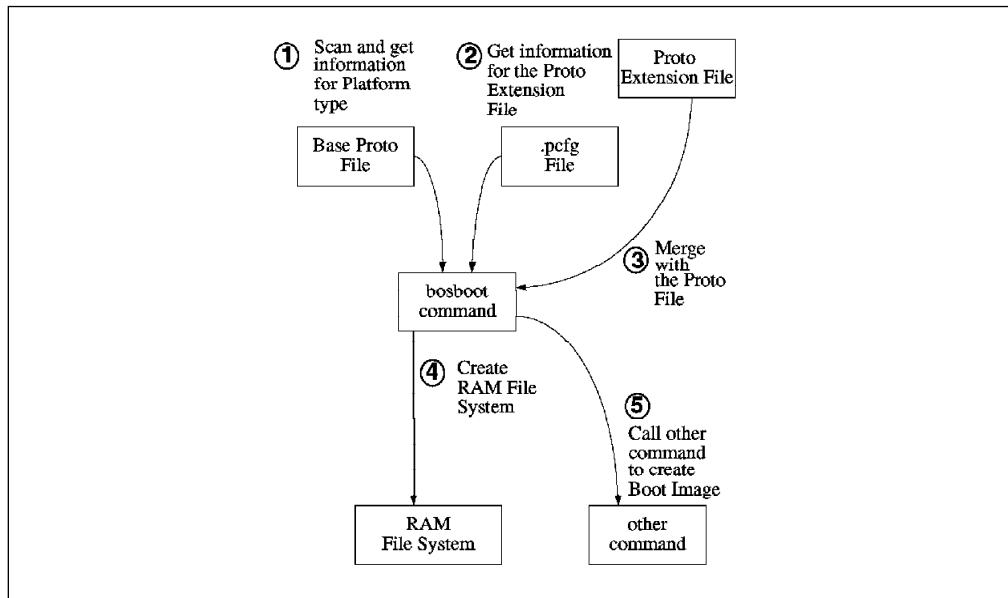 1
Scan and get
information
for Platform
type
2
Get information
for the Proto
Extension
File
Proto
Extension File
Base Proto
File
.pcfg
File
3
Merge
with
the Proto
File
bosboot
command
4
Create
RAM File
System
5
Call other
command
to create
Boot Image
RAM
File System
other
command